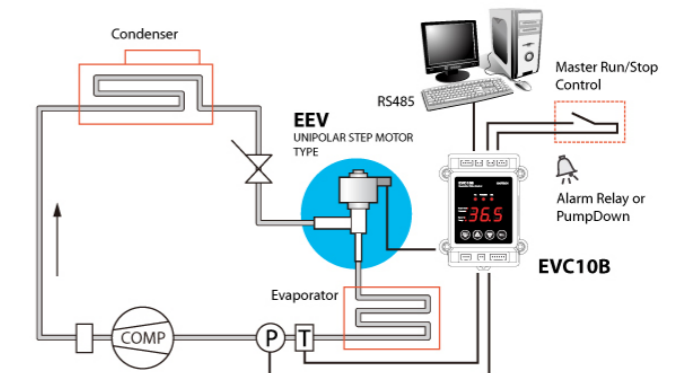 Condenser
RS485
Master Run/Stop
Control
EEV
UNIPOLAR STEP MOTOR
TYPE
Alarm Relay or
PumpDown
EVC10B
36.5
EVC10B
Evaporator
COMP
P
T